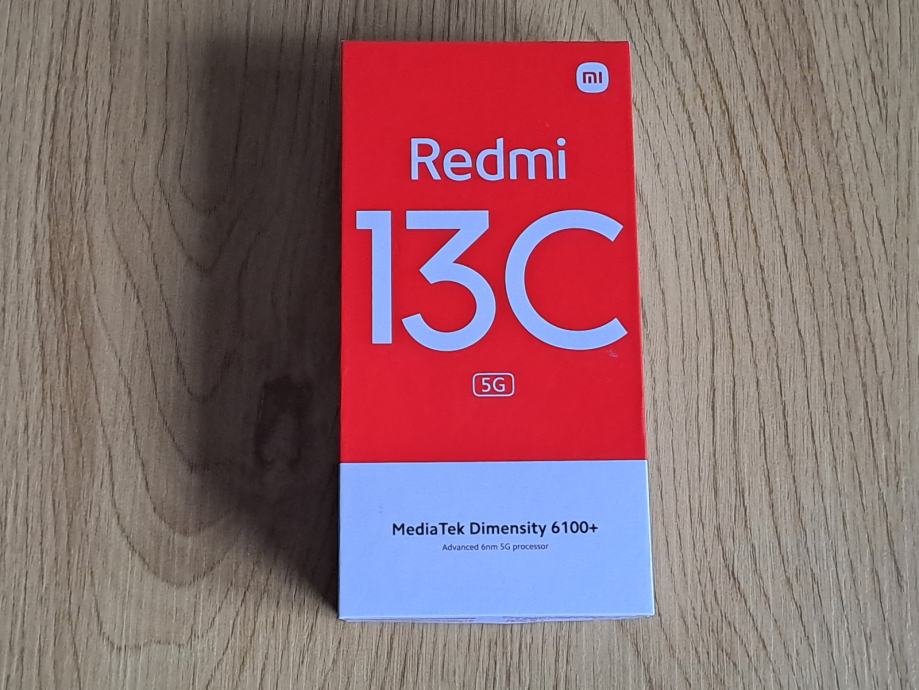 mi
Redmi
13C
5G
MediaTek Dimensity 6100+
Advanced 6nm 5G processor